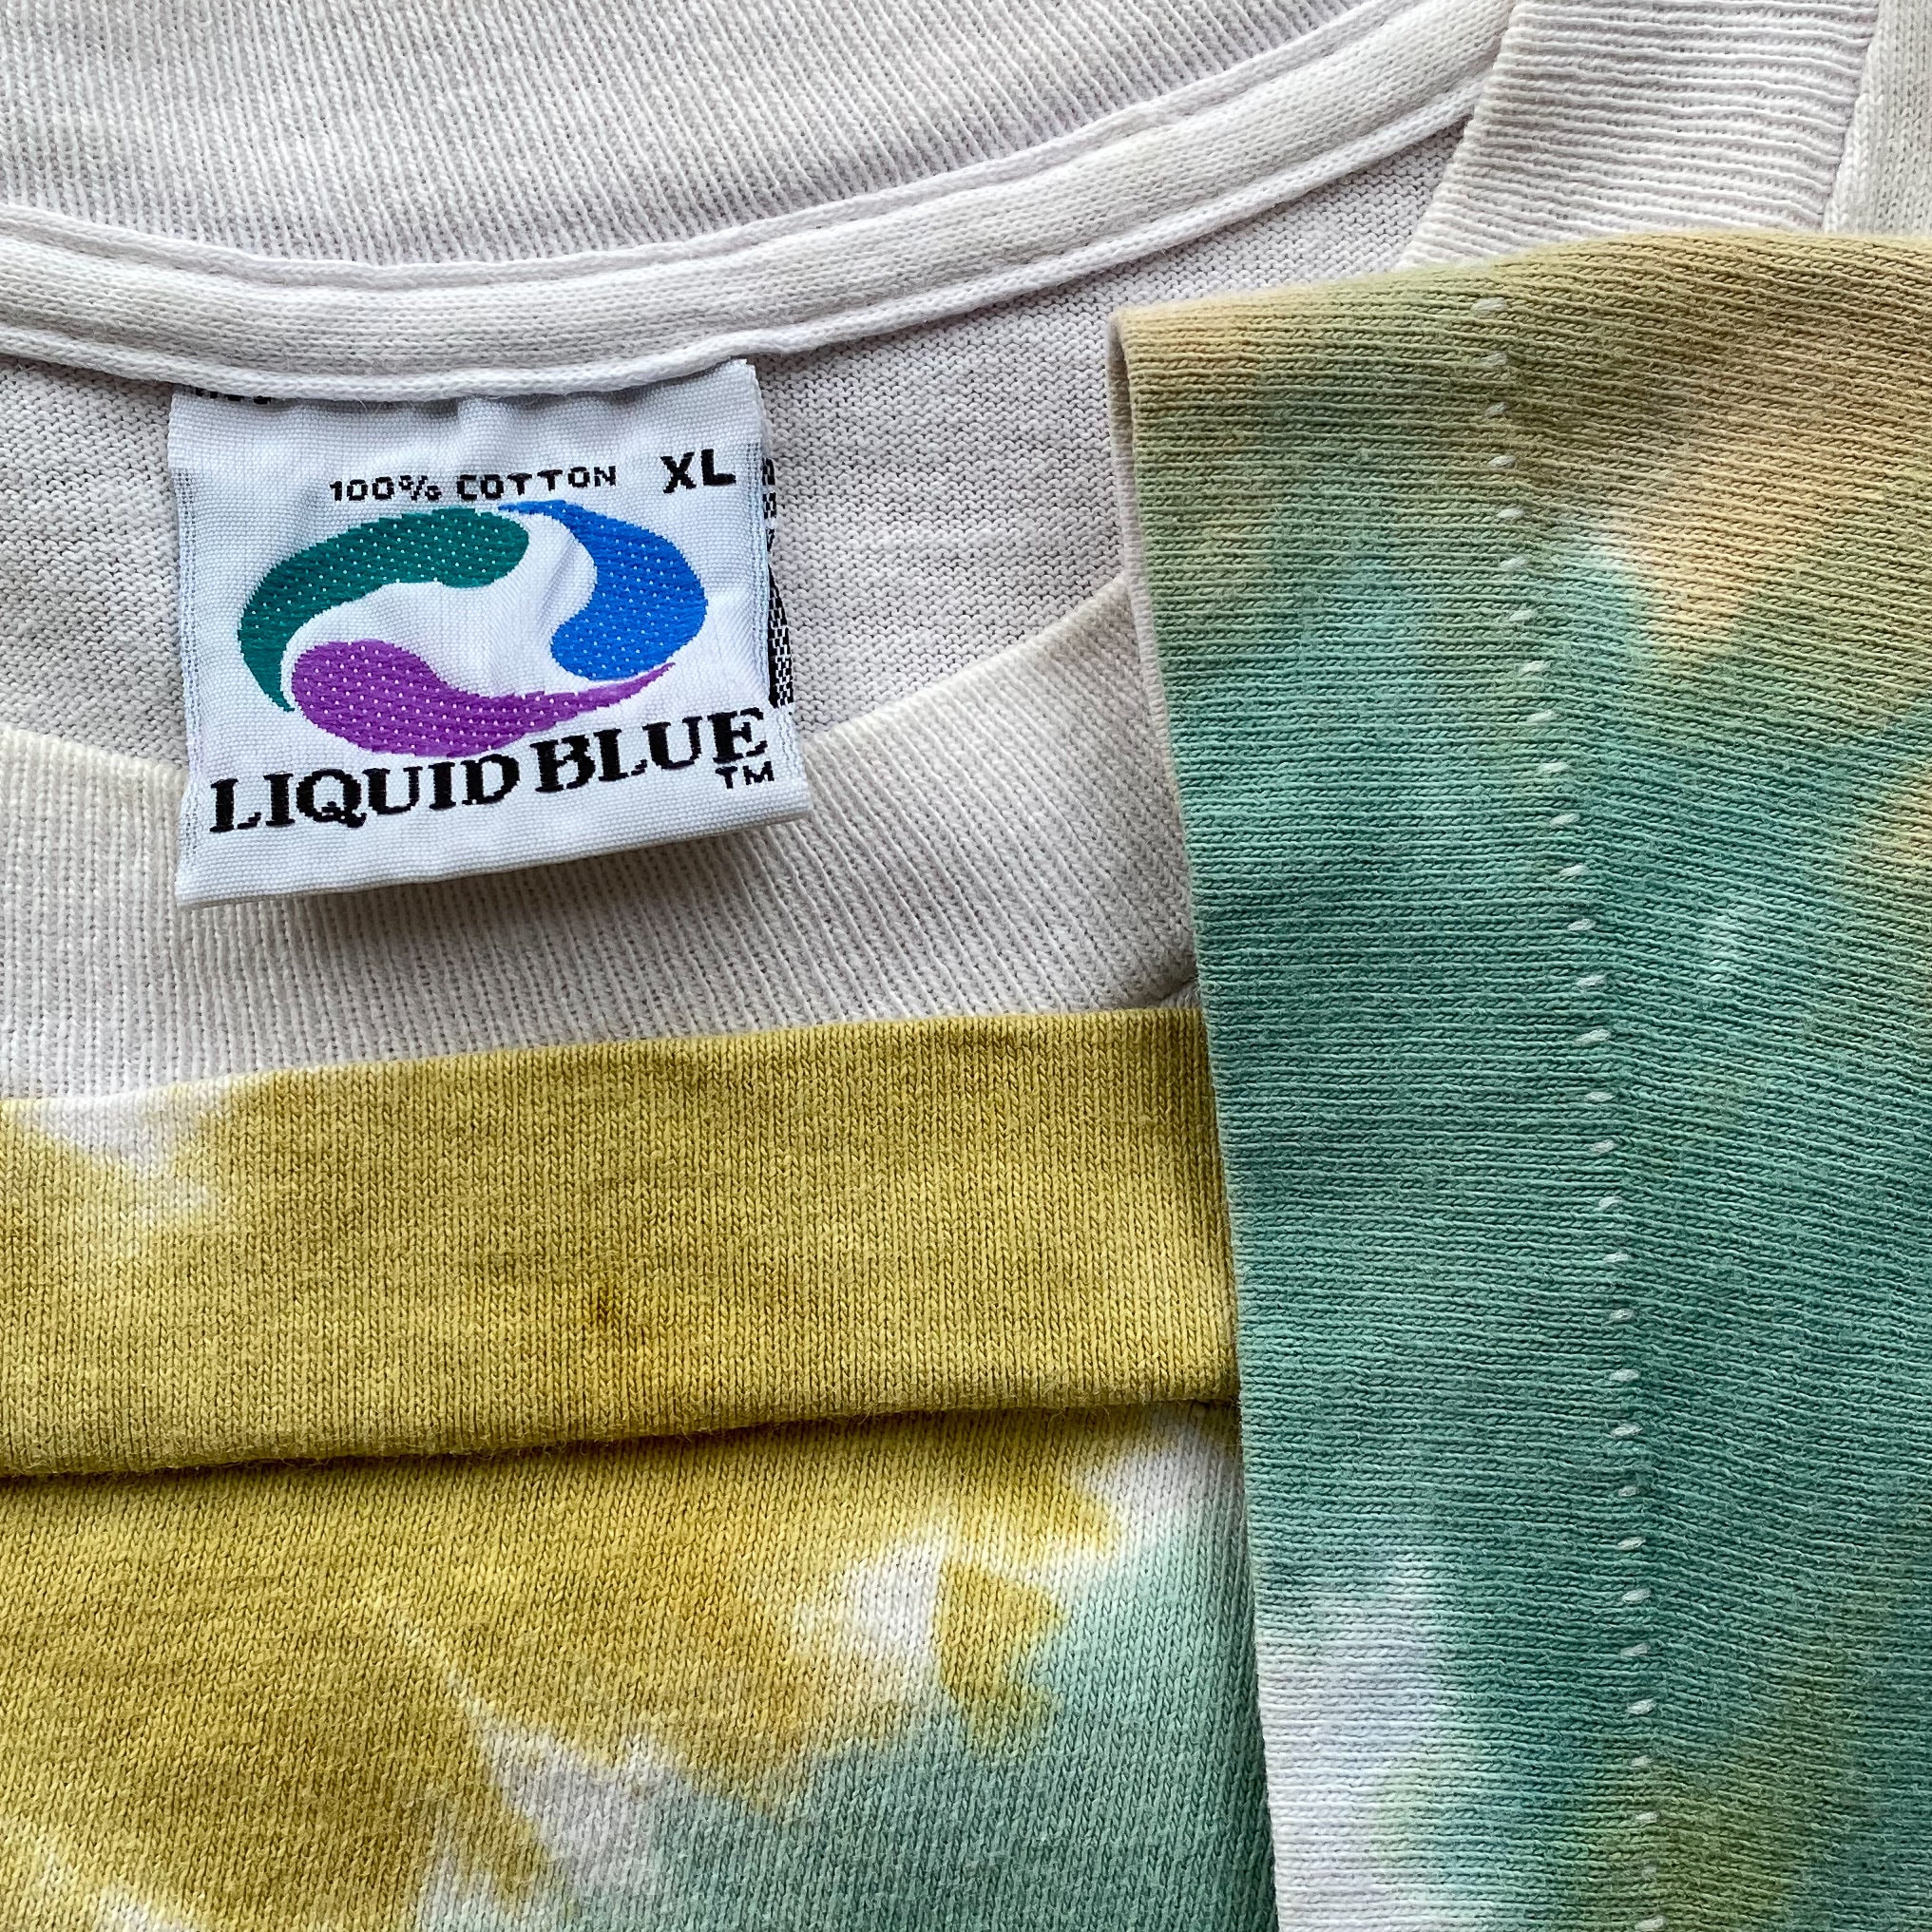 100% COTTON XL
LIQUID BLUE
TM